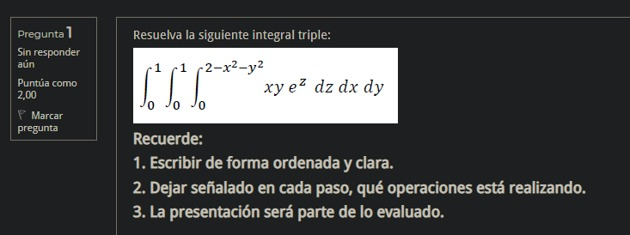 Pregunta 1
Sin responder
aún
Puntúa como
2,00
Marcar
pregunta
Resuelva la siguiente integral triple:
∫₀¹ ∫₀¹ ∫₀^{2−x²−y²} xy e^z dz dx dy
Recuerde:
1. Escribir de forma ordenada y clara.
2. Dejar señalado en cada paso, qué operaciones está realizando.
3. La presentación será parte de lo evaluado.